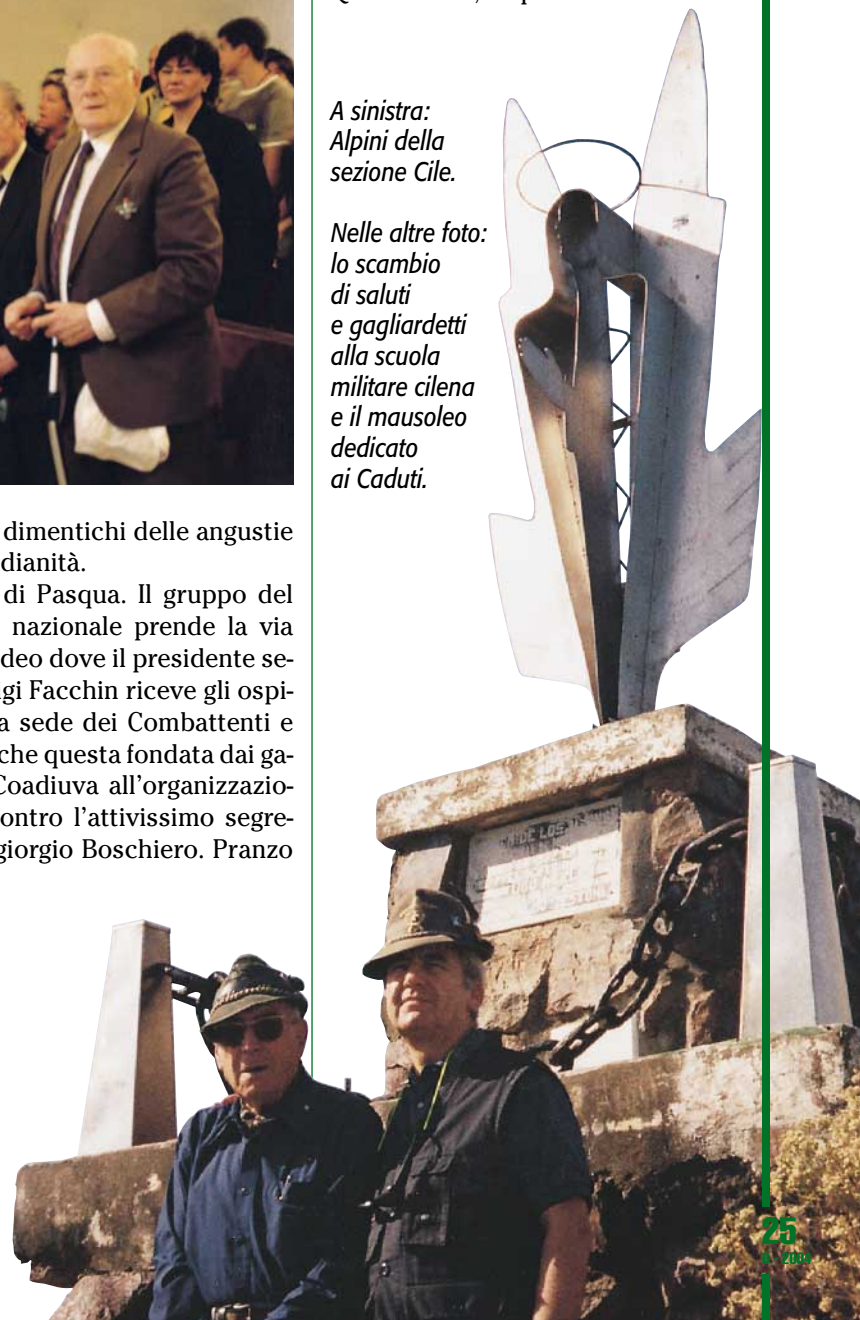 A sinistra:
Alpini della
sezione Cile.
Nelle altre foto:
lo scambio
di saluti
e gagliardetti
alla scuola
militare cilena
e il mausoleo
dedicato
ai Caduti.
dimentichi delle angustie
dianità.
di Pasqua. Il gruppo del
nazionale prende la via
deo dove il presidente se-
gi Facchin riceve gli ospi-
a sede dei Combattenti e
che questa fondata dai ga-
Coadiuva all'organizzazio-
ontro l'attivissimo segre-
giorgio Boschiero. Pranzo
DE LOS
25
2004